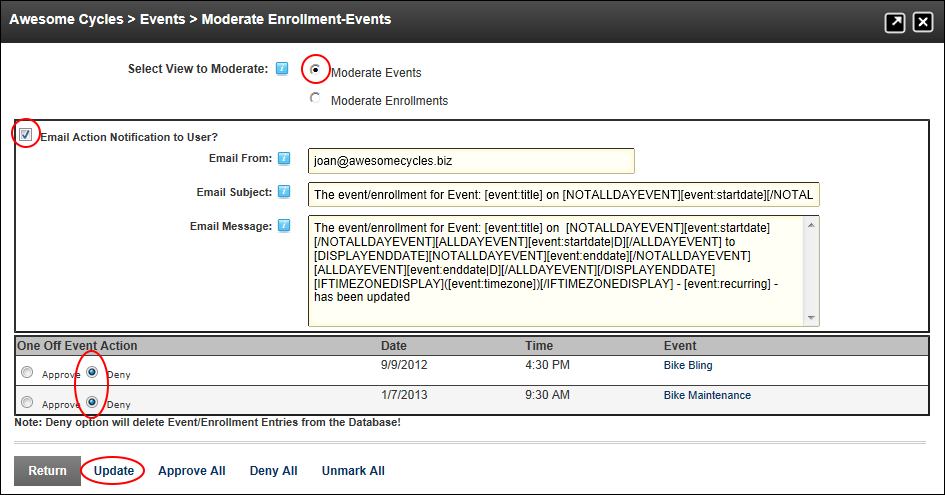 Awesome Cycles > Events > Moderate Enrollment-Events
Select View to Moderate:
Moderate Events
Moderate Enrollments
Email Action Notification to User?
Email From:
joan@awesomecycles.biz
Email Subject:
The event/enrollment for Event: [event:title] on [NOTALLDAYEVENT][event:startdate][/NOTAL
Email Message:
The event/enrollment for Event: [event:title] on [NOTALLDAYEVENT][event:startdate]
[/NOTALLDAYEVENT][ALLDAYEVENT][event:startdate|D][/ALLDAYEVENT] to
[DISPLAYENDDATE][NOTALLDAYEVENT][event:enddate][/NOTALLDAYEVENT]
[ALLDAYEVENT][event:enddate|D][/ALLDAYEVENT][/DISPLAYENDDATE]
[IFTIMEZONEDISPLAY]([event:timezone])[/IFTIMEZONEDISPLAY] - [event:recurring] -
has been updated
One Off Event Action Date Time Event
Approve Deny 9/9/2012 4:30 PM Bike Bling
Approve Deny 1/7/2013 9:30 AM Bike Maintenance
Note: Deny option will delete Event/Enrollment Entries from the Database!
Return Update Approve All Deny All Unmark All